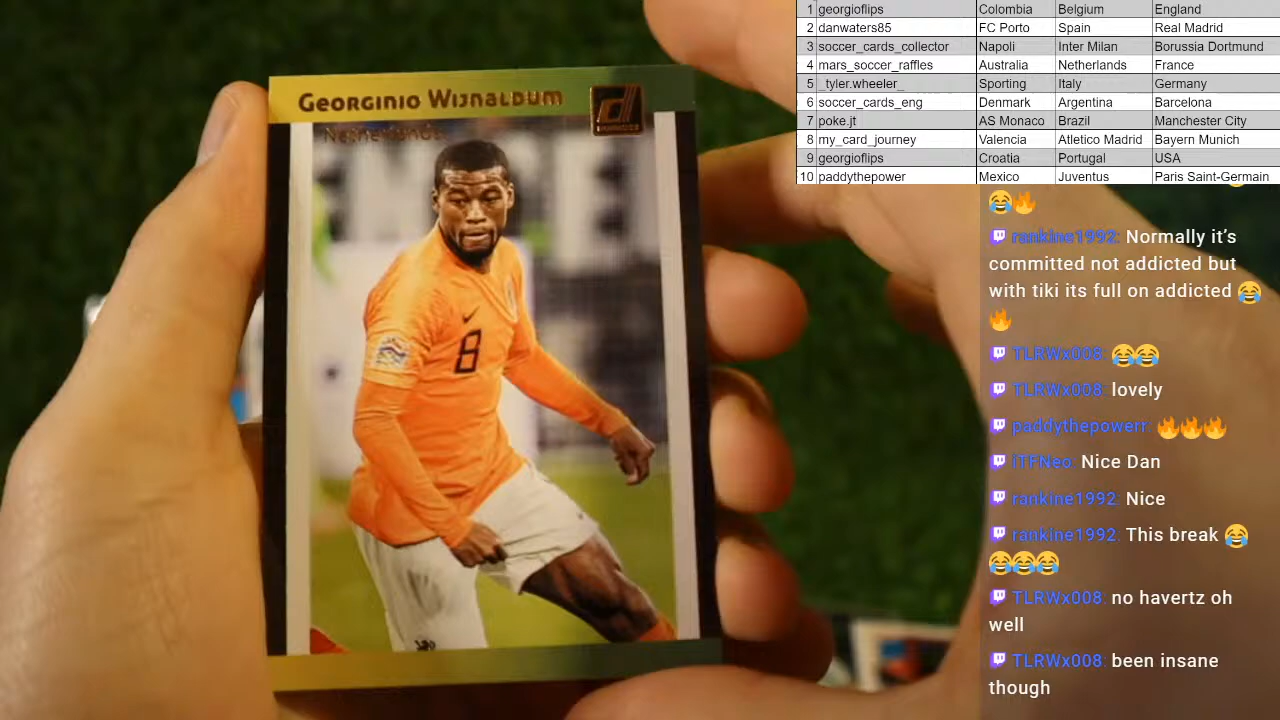 1 georgioflips Colombia Belgium England
2 danwaters85 FC Porto Spain Real Madrid
3 soccer_cards_collector Napoli Inter Milan Borussia Dortmund
4 mars_soccer_raffles Australia Netherlands France
5 _tyler.wheeler_ Sporting Italy Germany
6 soccer_cards_eng Denmark Argentina Barcelona
7 poke.jt AS Monaco Brazil Manchester City
8 my_card_journey Valencia Atletico Madrid Bayern Munich
9 georgioflips Croatia Portugal USA
10 paddythepower Mexico Juventus Paris Saint-Germain
Georginio Wijnaldum
Netherlands
8
😂🔥
rankine1992: Normally it's
committed not addicted but
with tiki its full on addicted 😂
🔥
TLRWx008: 😂😂
TLRWx008: lovely
paddythepowerr: 🔥🔥🔥
ITFNeo: Nice Dan
rankine1992: Nice
rankine1992: This break 😂
😂😂😂
TLRWx008: no havertz oh
well
TLRWx008: been insane
though